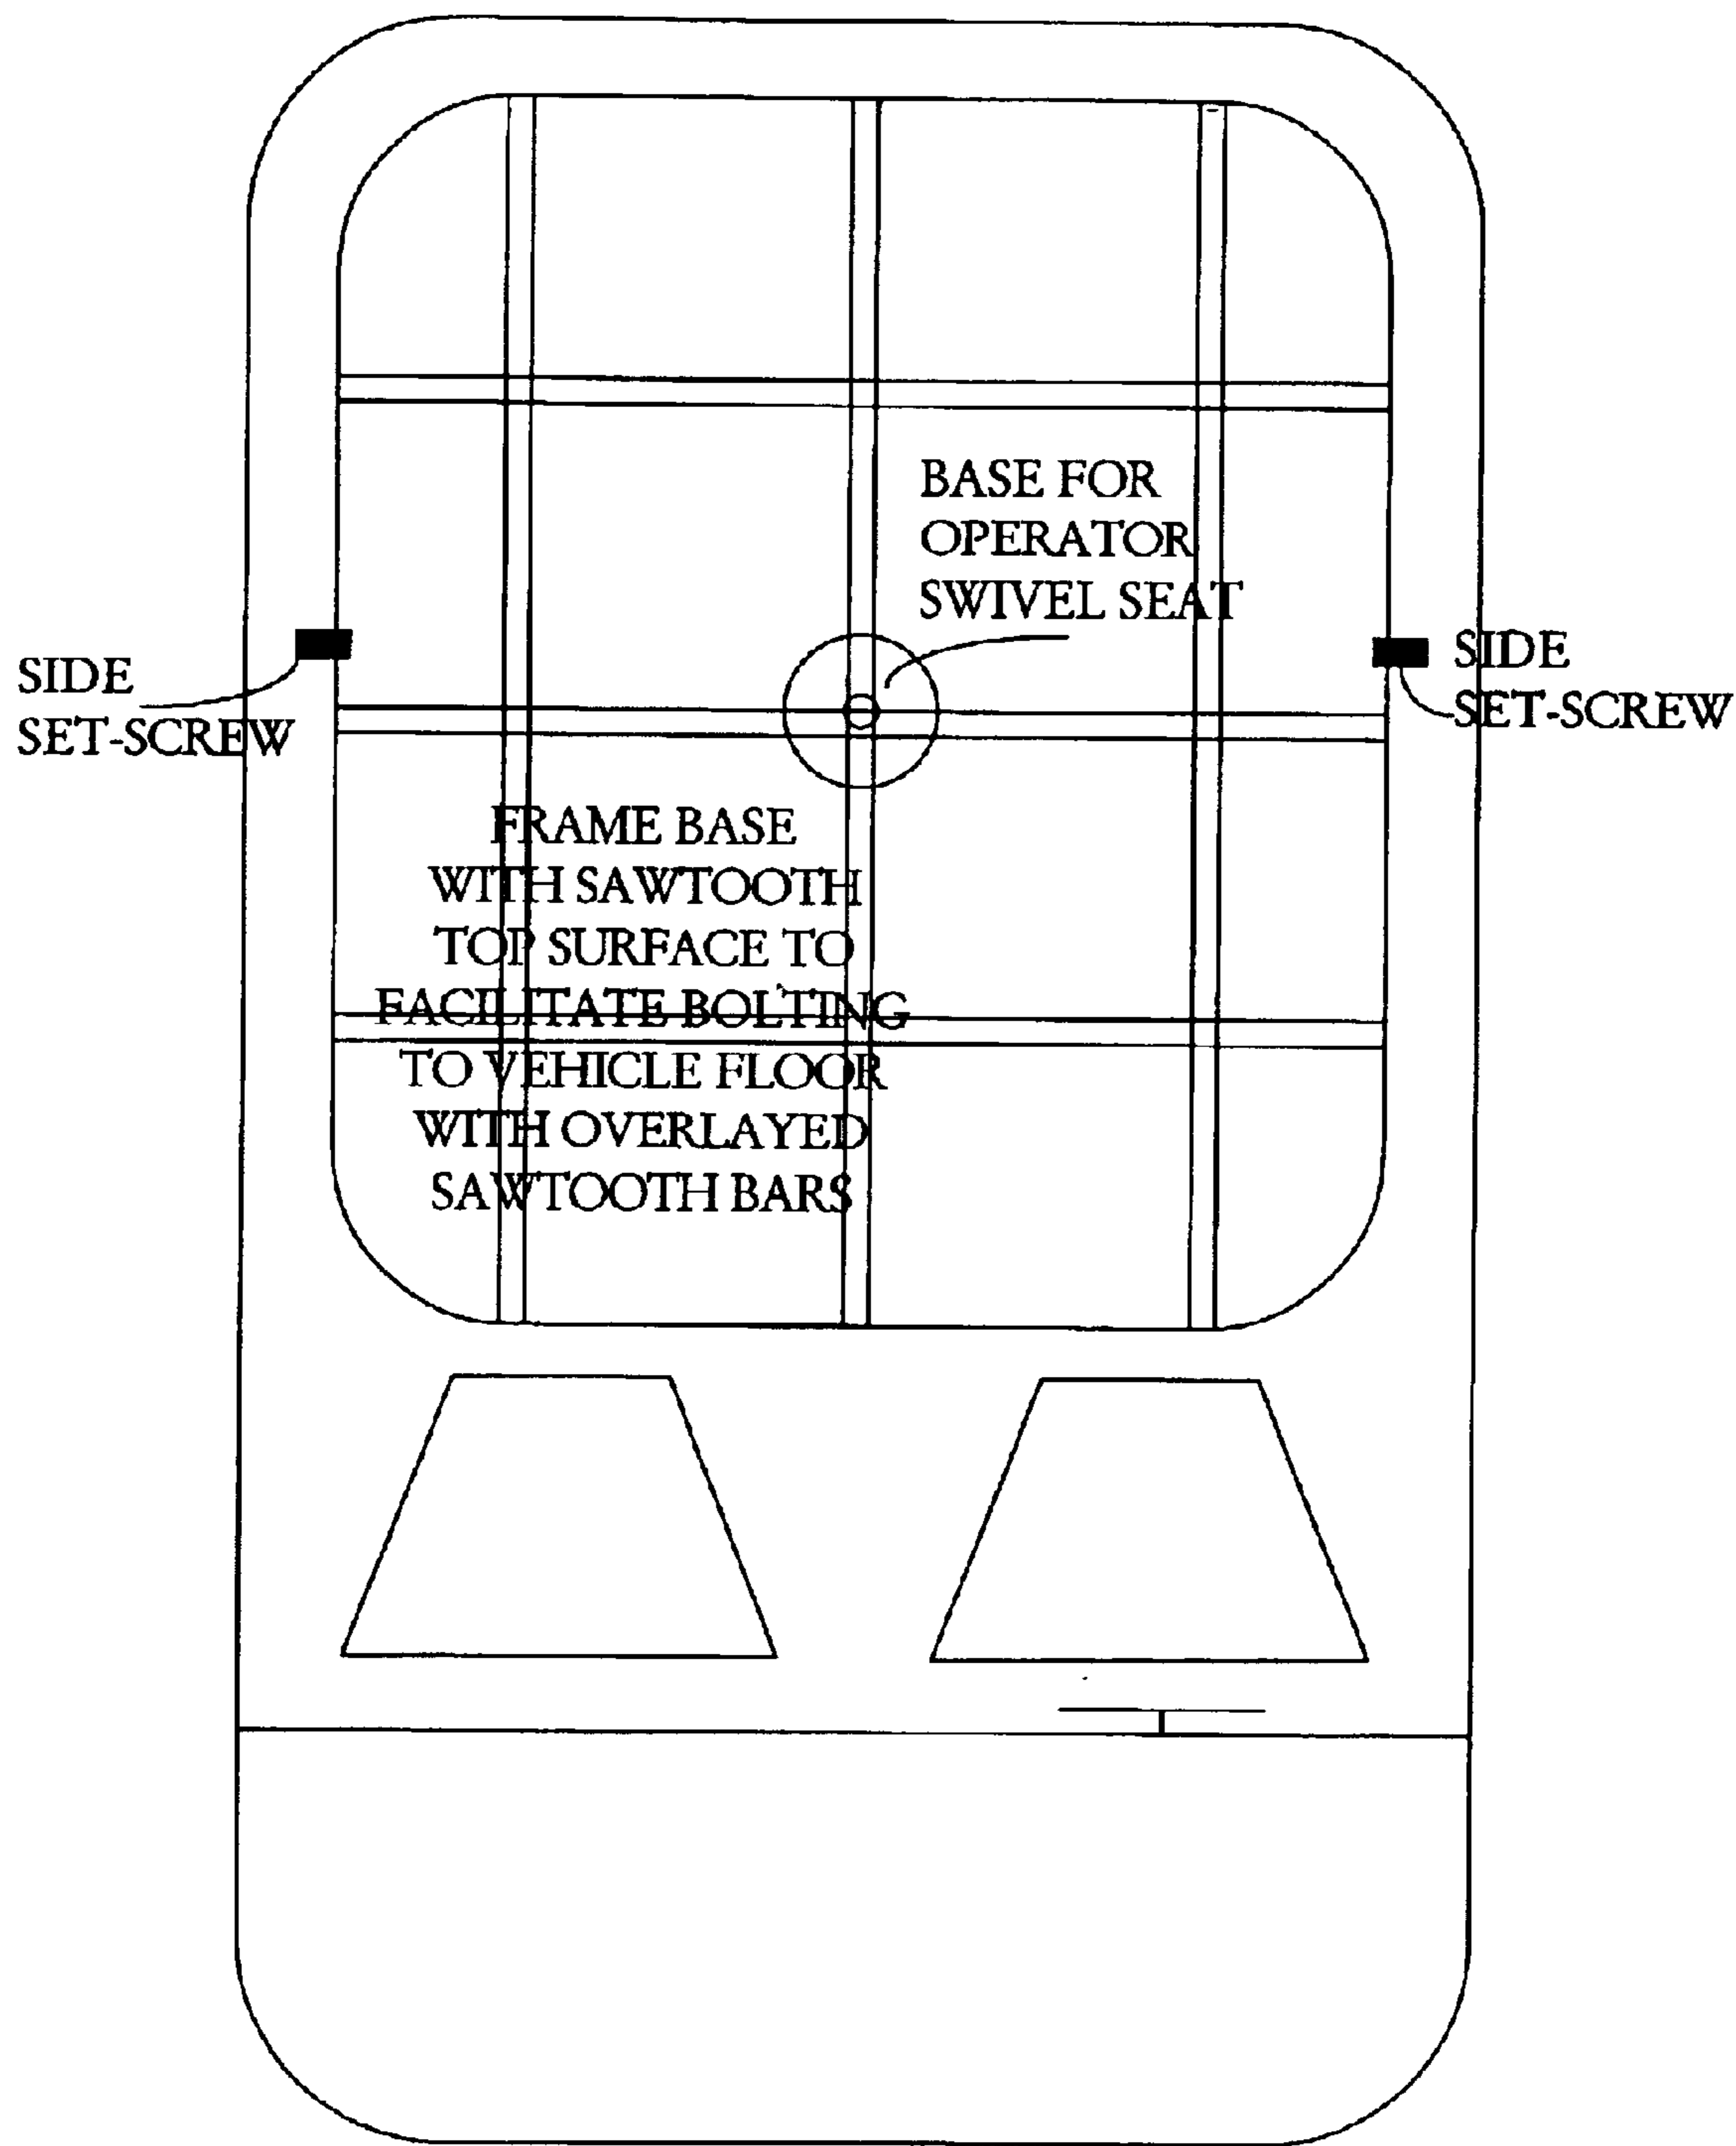 BASE FOR
OPERATOR
SWIVEL SEAT
SIDE
SET-SCREW
SIDE
SET-SCREW
FRAME BASE
WITH SAWTOOTH
TOP SURFACE TO
FACILITATE BOLTING
TO VEHICLE FLOOR
WITH OVERLAYED
SAWTOOTH BARS